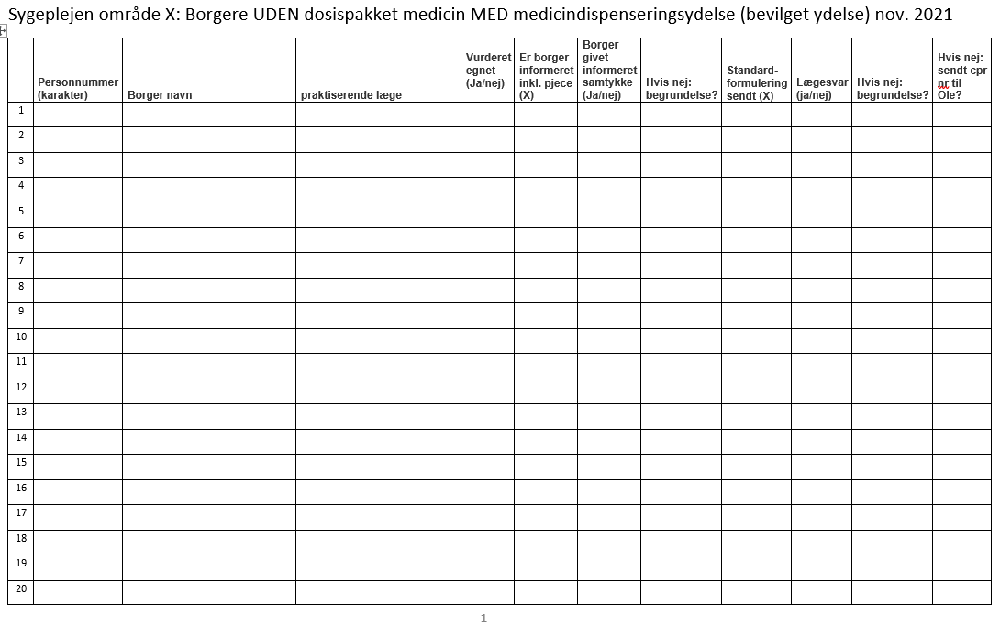 Sygeplejen område X: Borgere UDEN dosispakket medicin MED medicindispenseringsydelse (bevilget ydelse) nov. 2021
Personnummer
(karakter)
Borger navn
praktiserende læge
Vurderet
egnet
(Ja/nej)
Er borger
informeret
inkl. pjece
(X)
Borger
givet
informeret
samtykke
(Ja/nej)
Hvis nej:
begrundelse?
Standard-
formulering
sendt (X)
Lægesvar
(ja/nej)
Hvis nej:
begrundelse?
Hvis nej:
sendt cpr
nr til
Ole?
1
2
3
4
5
6
7
8
9
10
11
12
13
14
15
16
17
18
19
20
1